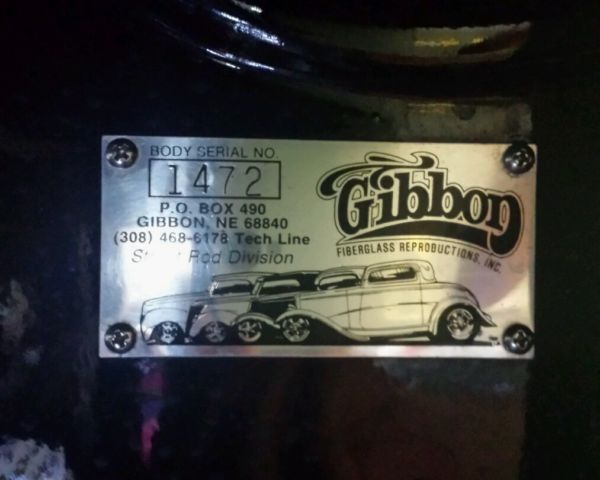 BODY SERIAL NO.
1472
P.O. BOX 490
GIBBON, NE 68840
(308) 468-6178 Tech Line
Street Rod Division
Gibbon
FIBERGLASS REPRODUCTIONS, INC.